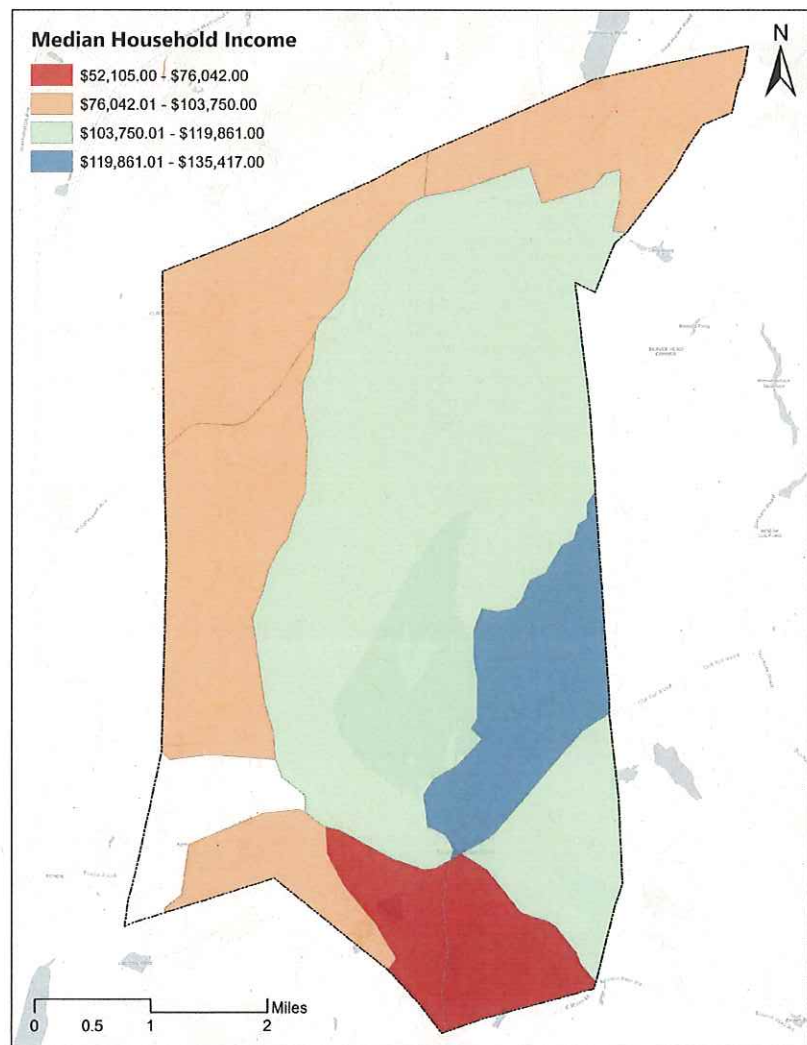 Median Household Income
$52,105.00 - $76,042.00
$76,042.01 - $103,750.00
$103,750.01 - $119,861.00
$119,861.01 - $135,417.00
N
Miles
0 0.5 1 2